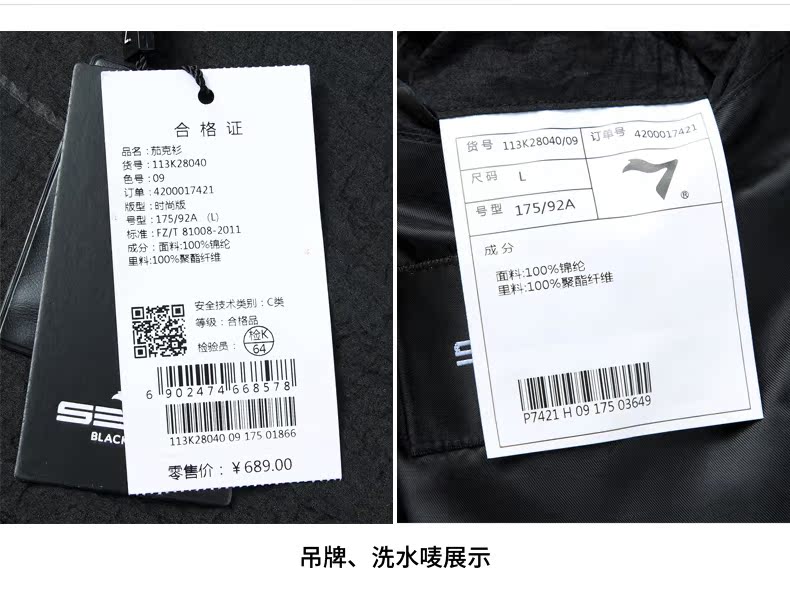 合格证
品名：茄克衫
货号：113K28040
色号：09
订单：4200017421
版型：时尚版
号型：175/92A （L）
标准：FZ/T 81008-2011
成分：面料:100%锦纶
里料:100%聚酯纤维
安全技术类别：C类
等级：合格品
检验员：
检K
64
6 902474 668578
113K28040 09 175 01866
零售价：￥689.00
BLACK
货号 113K28040/09
订单号 4200017421
尺码 L
号型 175/92A
®
成分
面料:100%锦纶
里料:100%聚酯纤维
P7421 H 09 175 03649
吊牌、洗水唛展示